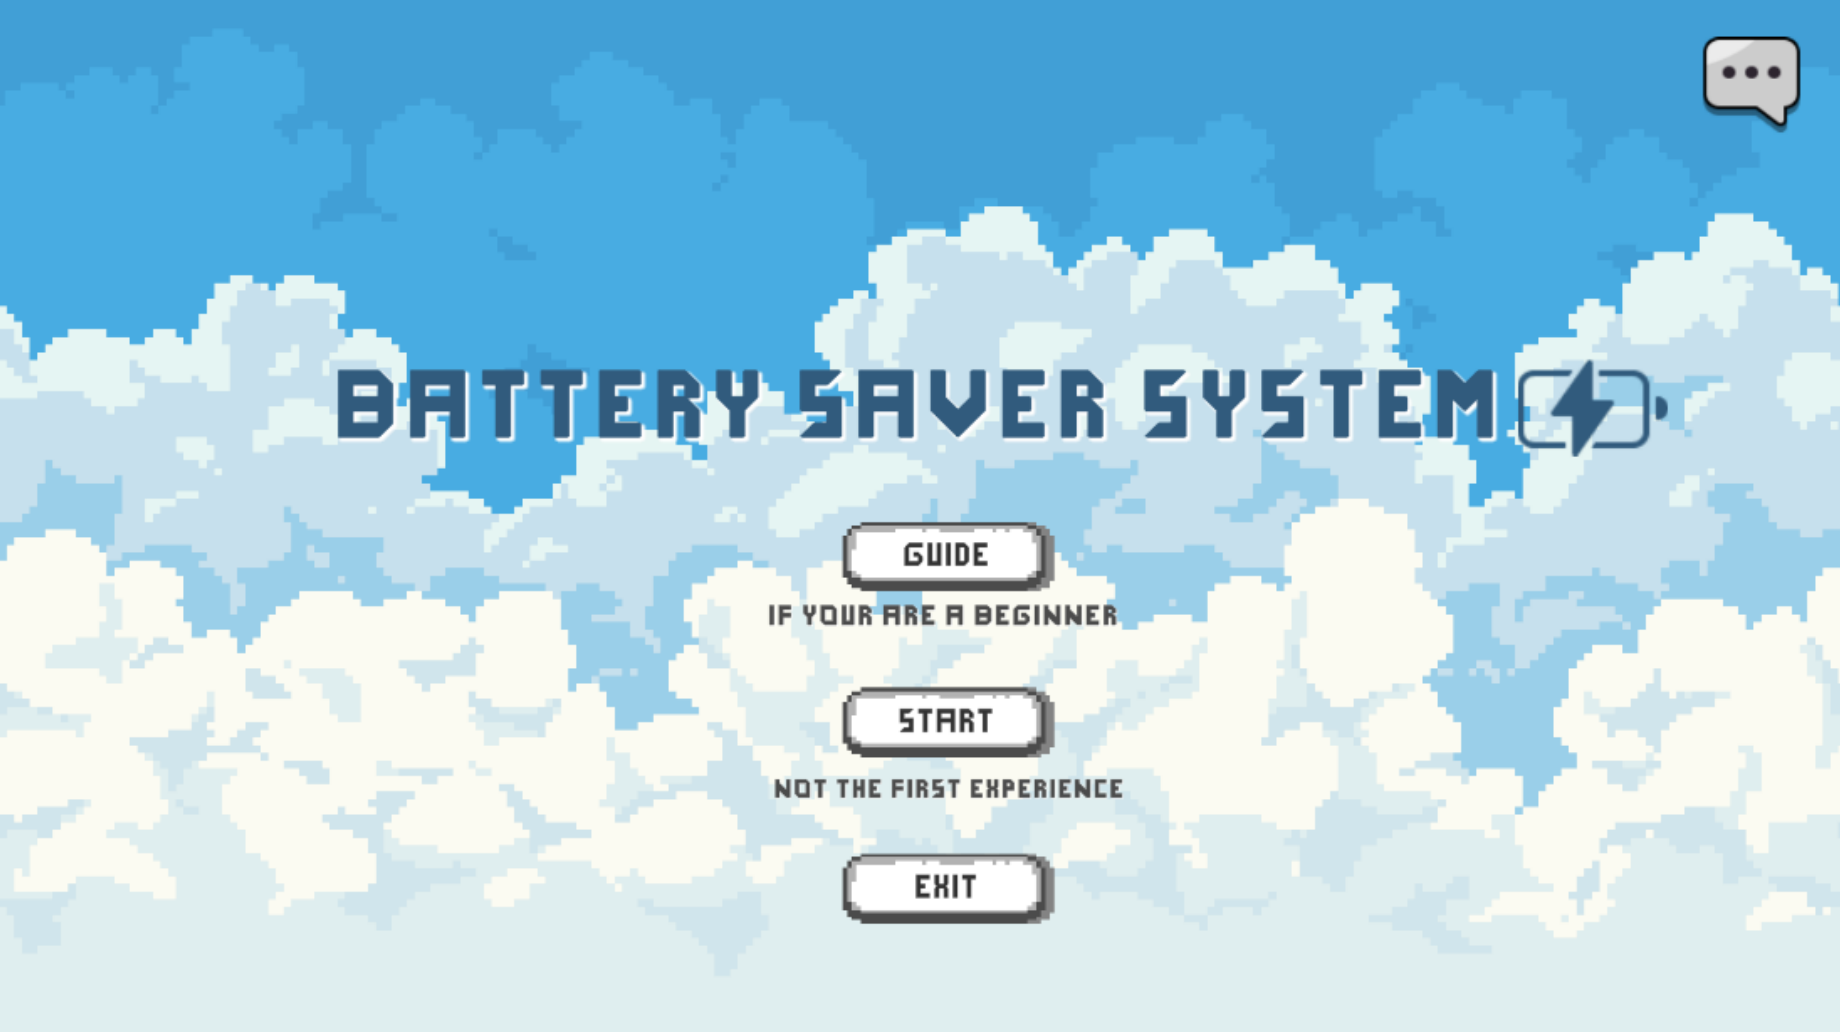 BATTERY SAVER SYSTEM
GUIDE
IF YOUR ARE A BEGINNER
START
NOT THE FIRST EXPERIENCE
EXIT